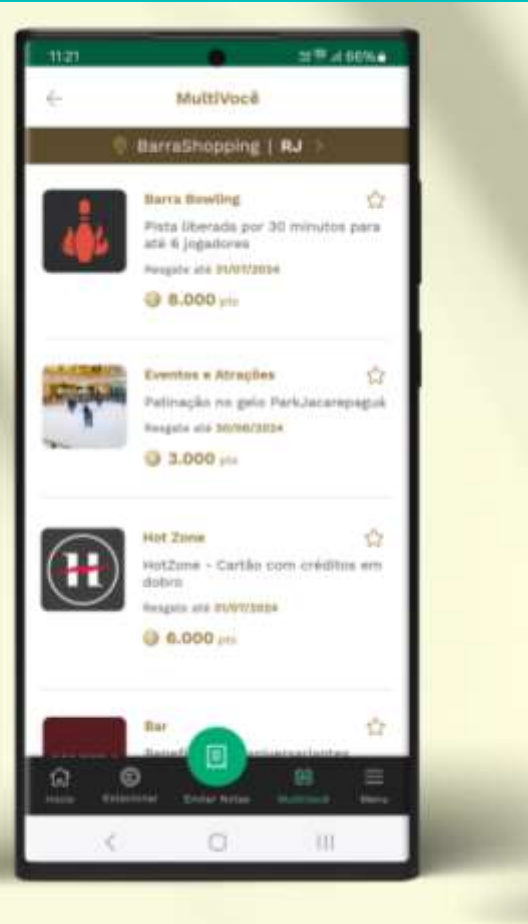 11:21
66%
MultiVocê
BarraShopping | RJ
Barra Bowling
Pista liberada por 30 minutos para
até 6 jogadores
Resgate até 31/07/2024
8.000 pts
Eventos e Atrações
Patinação no gelo ParkJacarepaguá
Resgate até 30/06/2024
3.000 pts
Hot Zone
H
HotZone - Cartão com créditos em
dobro
Resgate até 31/07/2024
6.000 pts
Bar
Início
Estacionar
Enviar Notas
MultiVocê
Menu